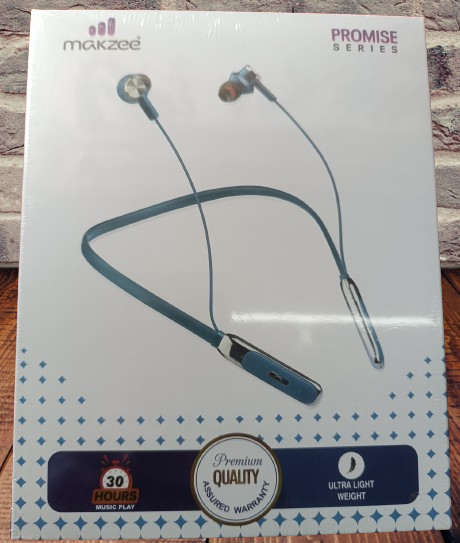 makzee
PROMISE
SERIES
30
HOURS
MUSIC PLAY
Premium
QUALITY
ASSURED WARRANTY
ULTRA LIGHT
WEIGHT